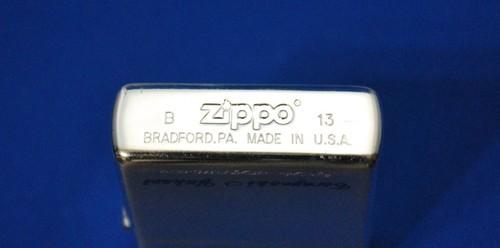 B zippo® 13
BRADFORD,PA. MADE IN U.S.A.